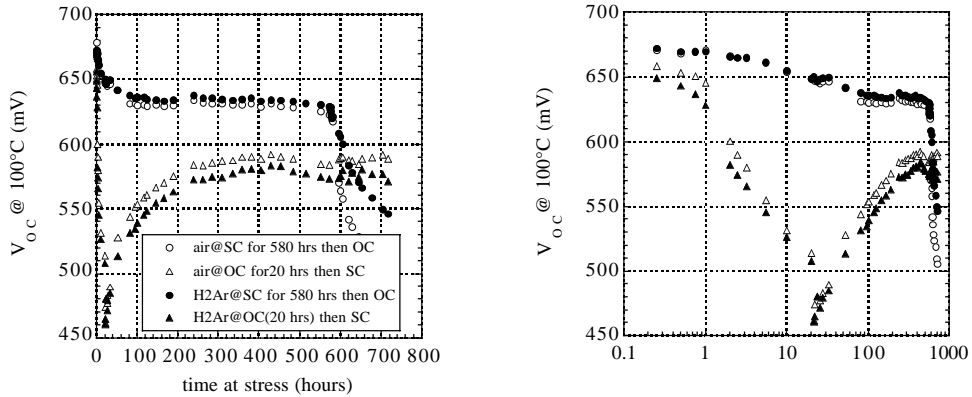 700
650
600
550
500
450
V_OC @ 100°C (mV)
air@SC for 580 hrs then OC
air@OC for20 hrs then SC
H2Ar@SC for 580 hrs then OC
H2Ar@OC(20 hrs) then SC
0 100 200 300 400 500 600 700 800
time at stress (hours)
700
650
600
550
500
450
V_OC @ 100°C (mV)
0.1 1 10 100 1000